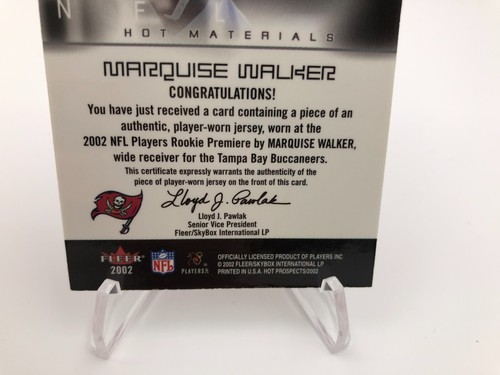 N E L
HOT MATERIALS
MARQUISE WALKER
CONGRATULATIONS!
You have just received a card containing a piece of an
authentic, player-worn jersey, worn at the
2002 NFL Players Rookie Premiere by MARQUISE WALKER,
wide receiver for the Tampa Bay Buccaneers.
This certificate expressly warrants the authenticity of the
piece of player-worn jersey on the front of this card.
Lloyd J. Pawlak
Lloyd J. Pawlak
Senior Vice President
Fleer/SkyBox International LP
FLEER
2002
NFL
PLAYERS
OFFICIALLY LICENSED PRODUCT OF PLAYERS INC
© 2002 FLEER/SKYBOX INTERNATIONAL LP
PRINTED IN U.S.A. HOT PROSPECTS/2002